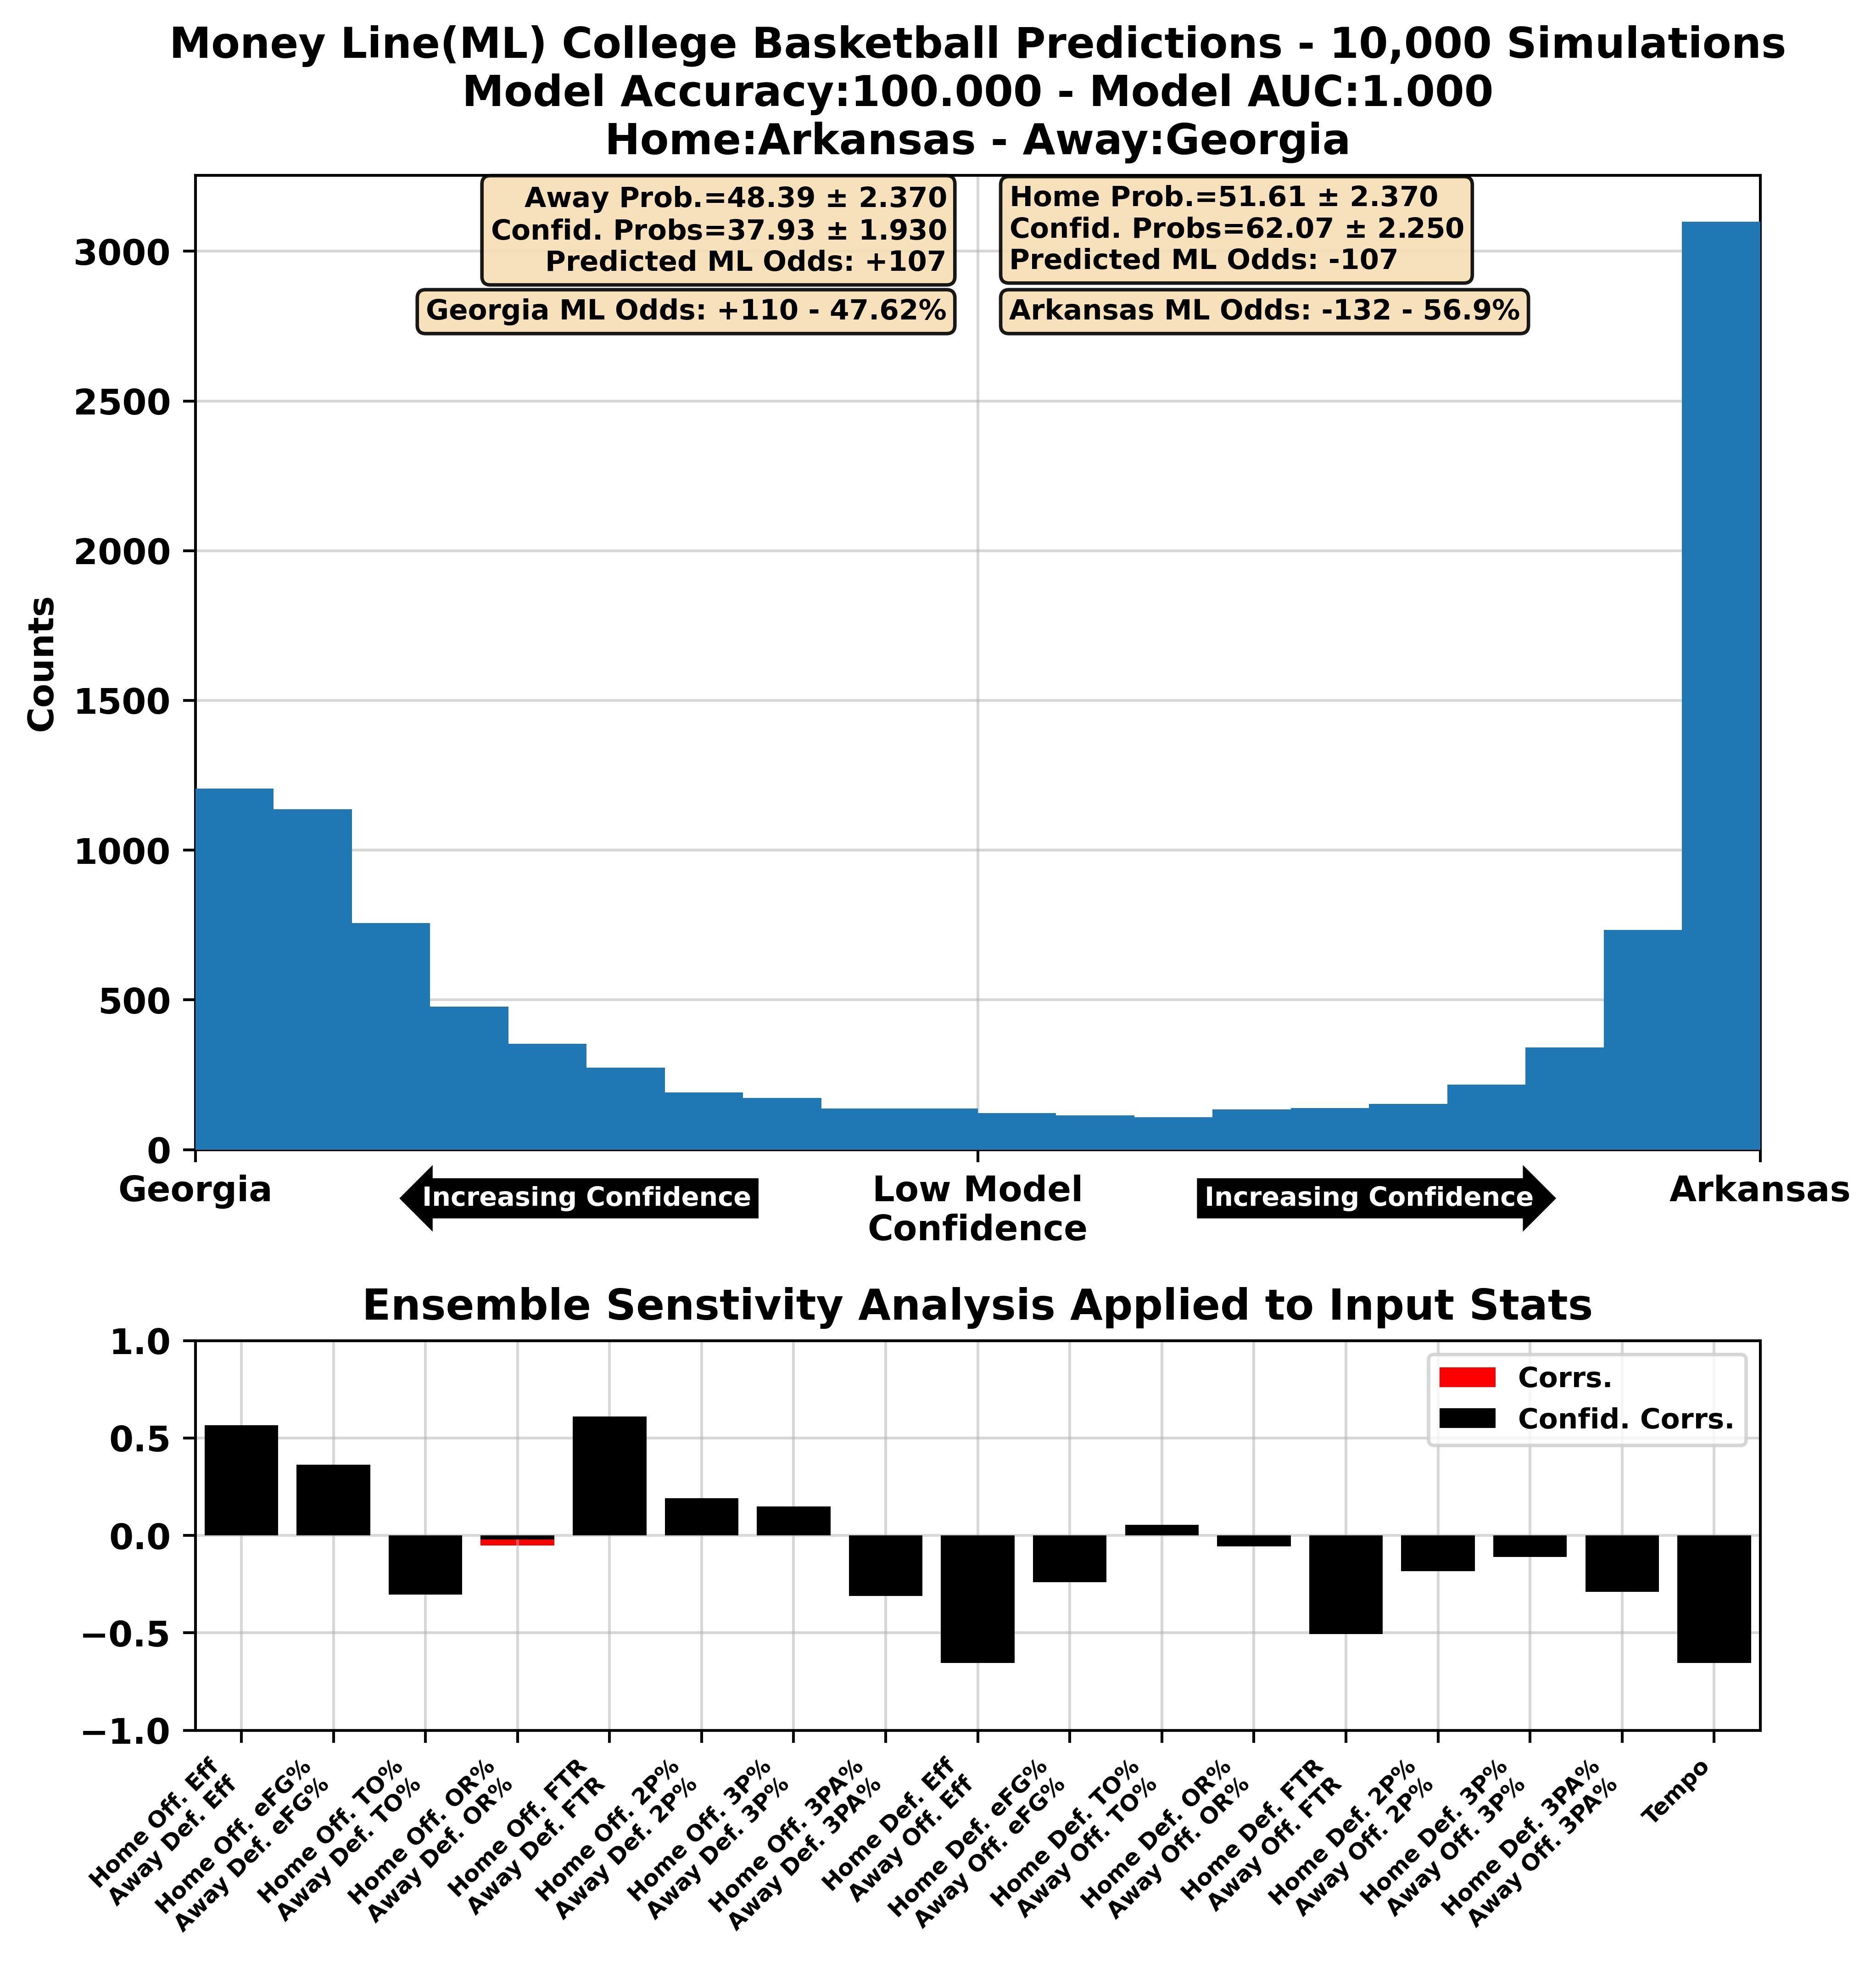 Money Line(ML) College Basketball Predictions - 10,000 Simulations
Model Accuracy:100.000 - Model AUC:1.000
Home:Arkansas - Away:Georgia
Away Prob.=48.39 ± 2.370
Confid. Probs=37.93 ± 1.930
Predicted ML Odds: +107
Georgia ML Odds: +110 - 47.62%
Home Prob.=51.61 ± 2.370
Confid. Probs=62.07 ± 2.250
Predicted ML Odds: -107
Arkansas ML Odds: -132 - 56.9%
Counts
3000
2500
2000
1500
1000
500
0
Georgia
Increasing Confidence
Low Model
Confidence
Increasing Confidence
Arkansas
Ensemble Senstivity Analysis Applied to Input Stats
Corrs.
Confid. Corrs.
1.0
0.5
0.0
−0.5
−1.0
Home Off. Eff
Away Def. Eff
Home Off. eFG%
Away Def. eFG%
Home Off. TO%
Away Def. TO%
Home Off. OR%
Away Def. OR%
Home Off. FTR
Away Def. FTR
Home Off. 2P%
Away Def. 2P%
Home Off. 3P%
Away Def. 3P%
Home Off. 3PA%
Away Def. 3PA%
Home Def. Eff
Away Off. Eff
Home Def. eFG%
Away Off. eFG%
Home Def. TO%
Away Off. TO%
Home Def. OR%
Away Off. OR%
Home Def. FTR
Away Off. FTR
Home Def. 2P%
Away Off. 2P%
Home Def. 3P%
Away Off. 3P%
Home Def. 3PA%
Away Off. 3PA%
Tempo